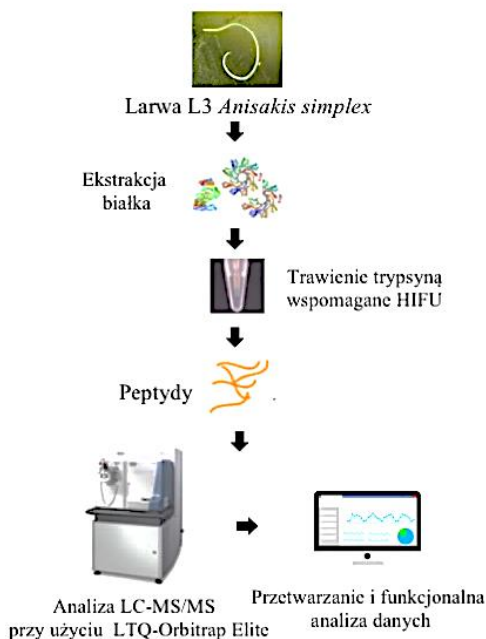 Larwa L3 Anisakis simplex
Ekstrakcja
białka
Trawienie trypsyną
wspomagane HIFU
Peptydy
Analiza LC-MS/MS
przy użyciu LTQ-Orbitrap Elite
Przetwarzanie i funkcjonalna
analiza danych